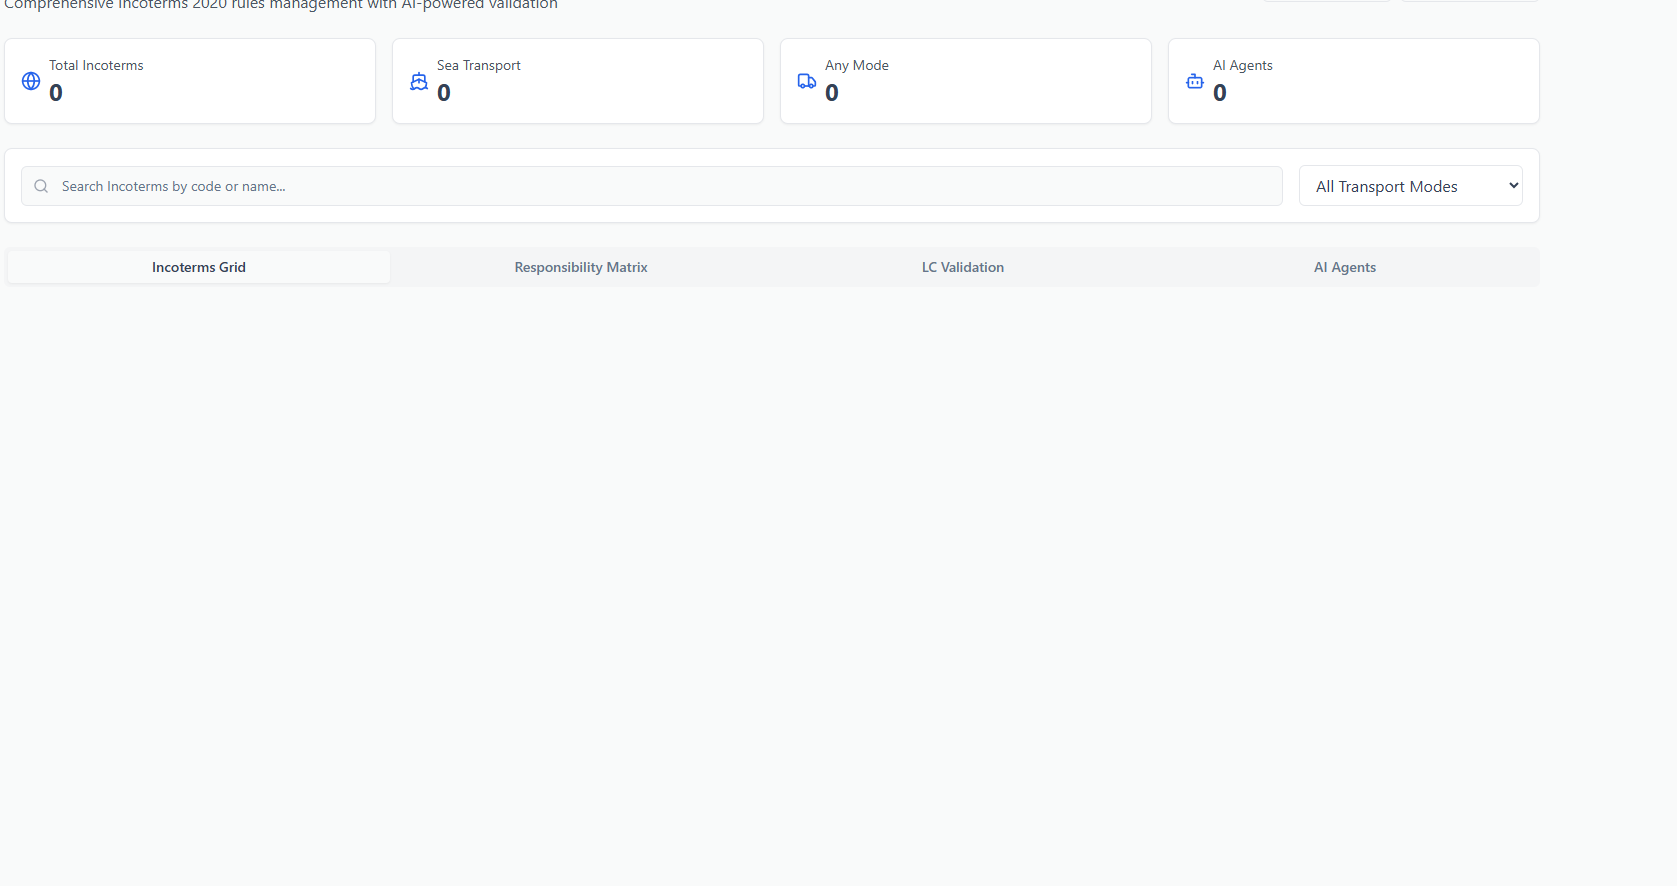 Comprehensive Incoterms 2020 rules management with AI-powered validation
Total Incoterms
0
Sea Transport
0
Any Mode
0
AI Agents
0
Search Incoterms by code or name...
All Transport Modes
Incoterms Grid
Responsibility Matrix
LC Validation
AI Agents